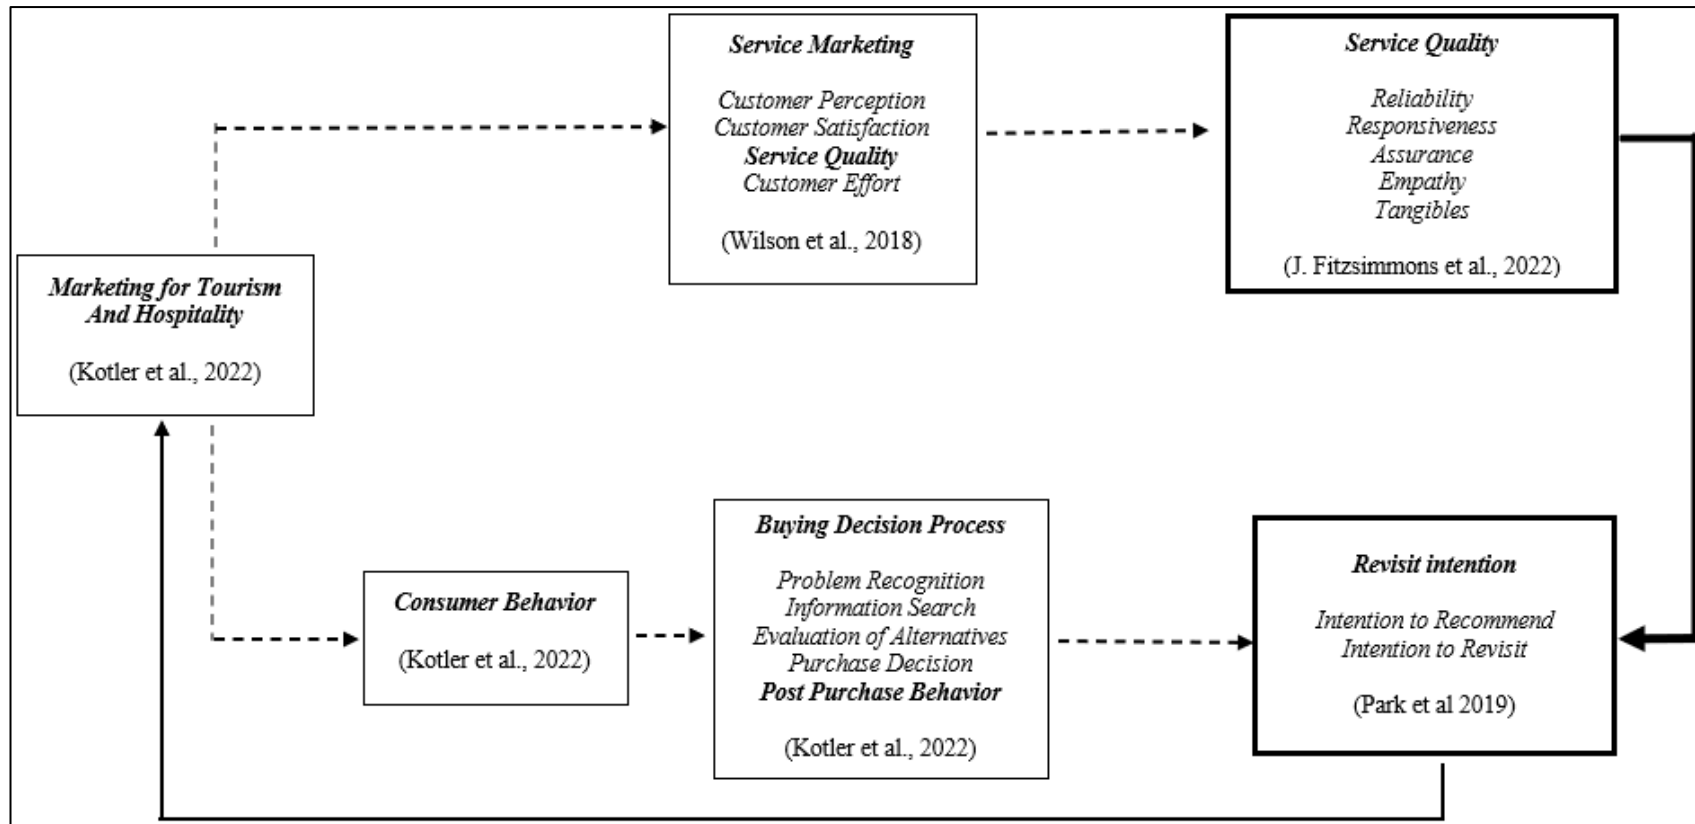 Service Marketing
Customer Perception
Customer Satisfaction
Service Quality
Customer Effort
(Wilson et al., 2018)
Service Quality
Reliability
Responsiveness
Assurance
Empathy
Tangibles
(J. Fitzsimmons et al., 2022)
Marketing for Tourism
And Hospitality
(Kotler et al., 2022)
Consumer Behavior
(Kotler et al., 2022)
Buying Decision Process
Problem Recognition
Information Search
Evaluation of Alternatives
Purchase Decision
Post Purchase Behavior
(Kotler et al., 2022)
Revisit intention
Intention to Recommend
Intention to Revisit
(Park et al 2019)